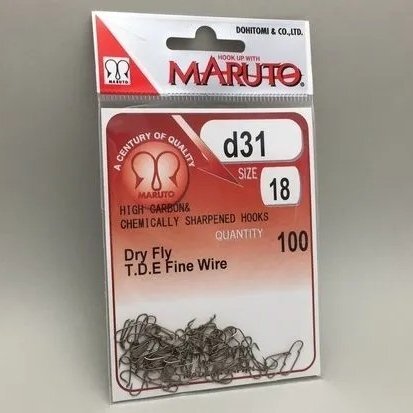 DOHITOMI & CO.,LTD.
HOOK UP WITH
MARUTO®
MARUTO
A CENTURY OF QUALITY
MARUTO
d31
SIZE
18
HIGH CARBON&
CHEMICALLY SHARPENED HOOKS
QUANTITY
100
Dry Fly
T.D.E Fine Wire